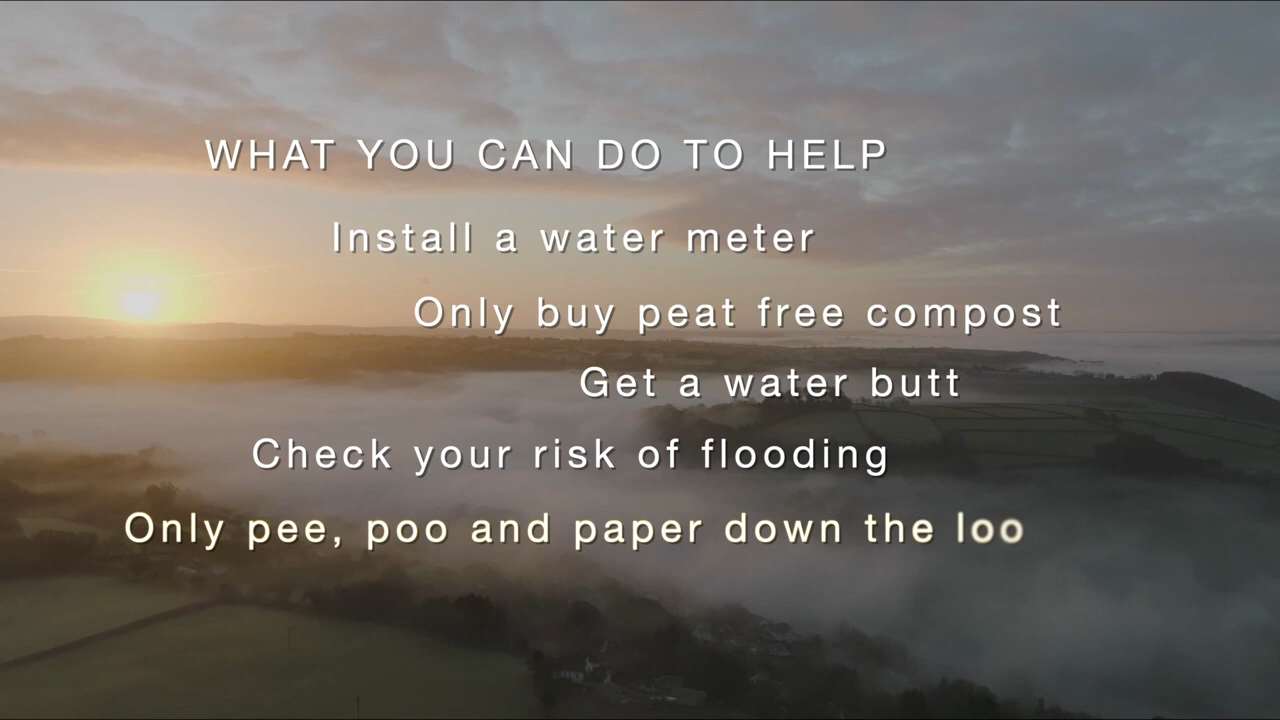 WHAT YOU CAN DO TO HELP
Install a water meter
Only buy peat free compost
Get a water butt
Check your risk of flooding
Only pee, poo and paper down the loo